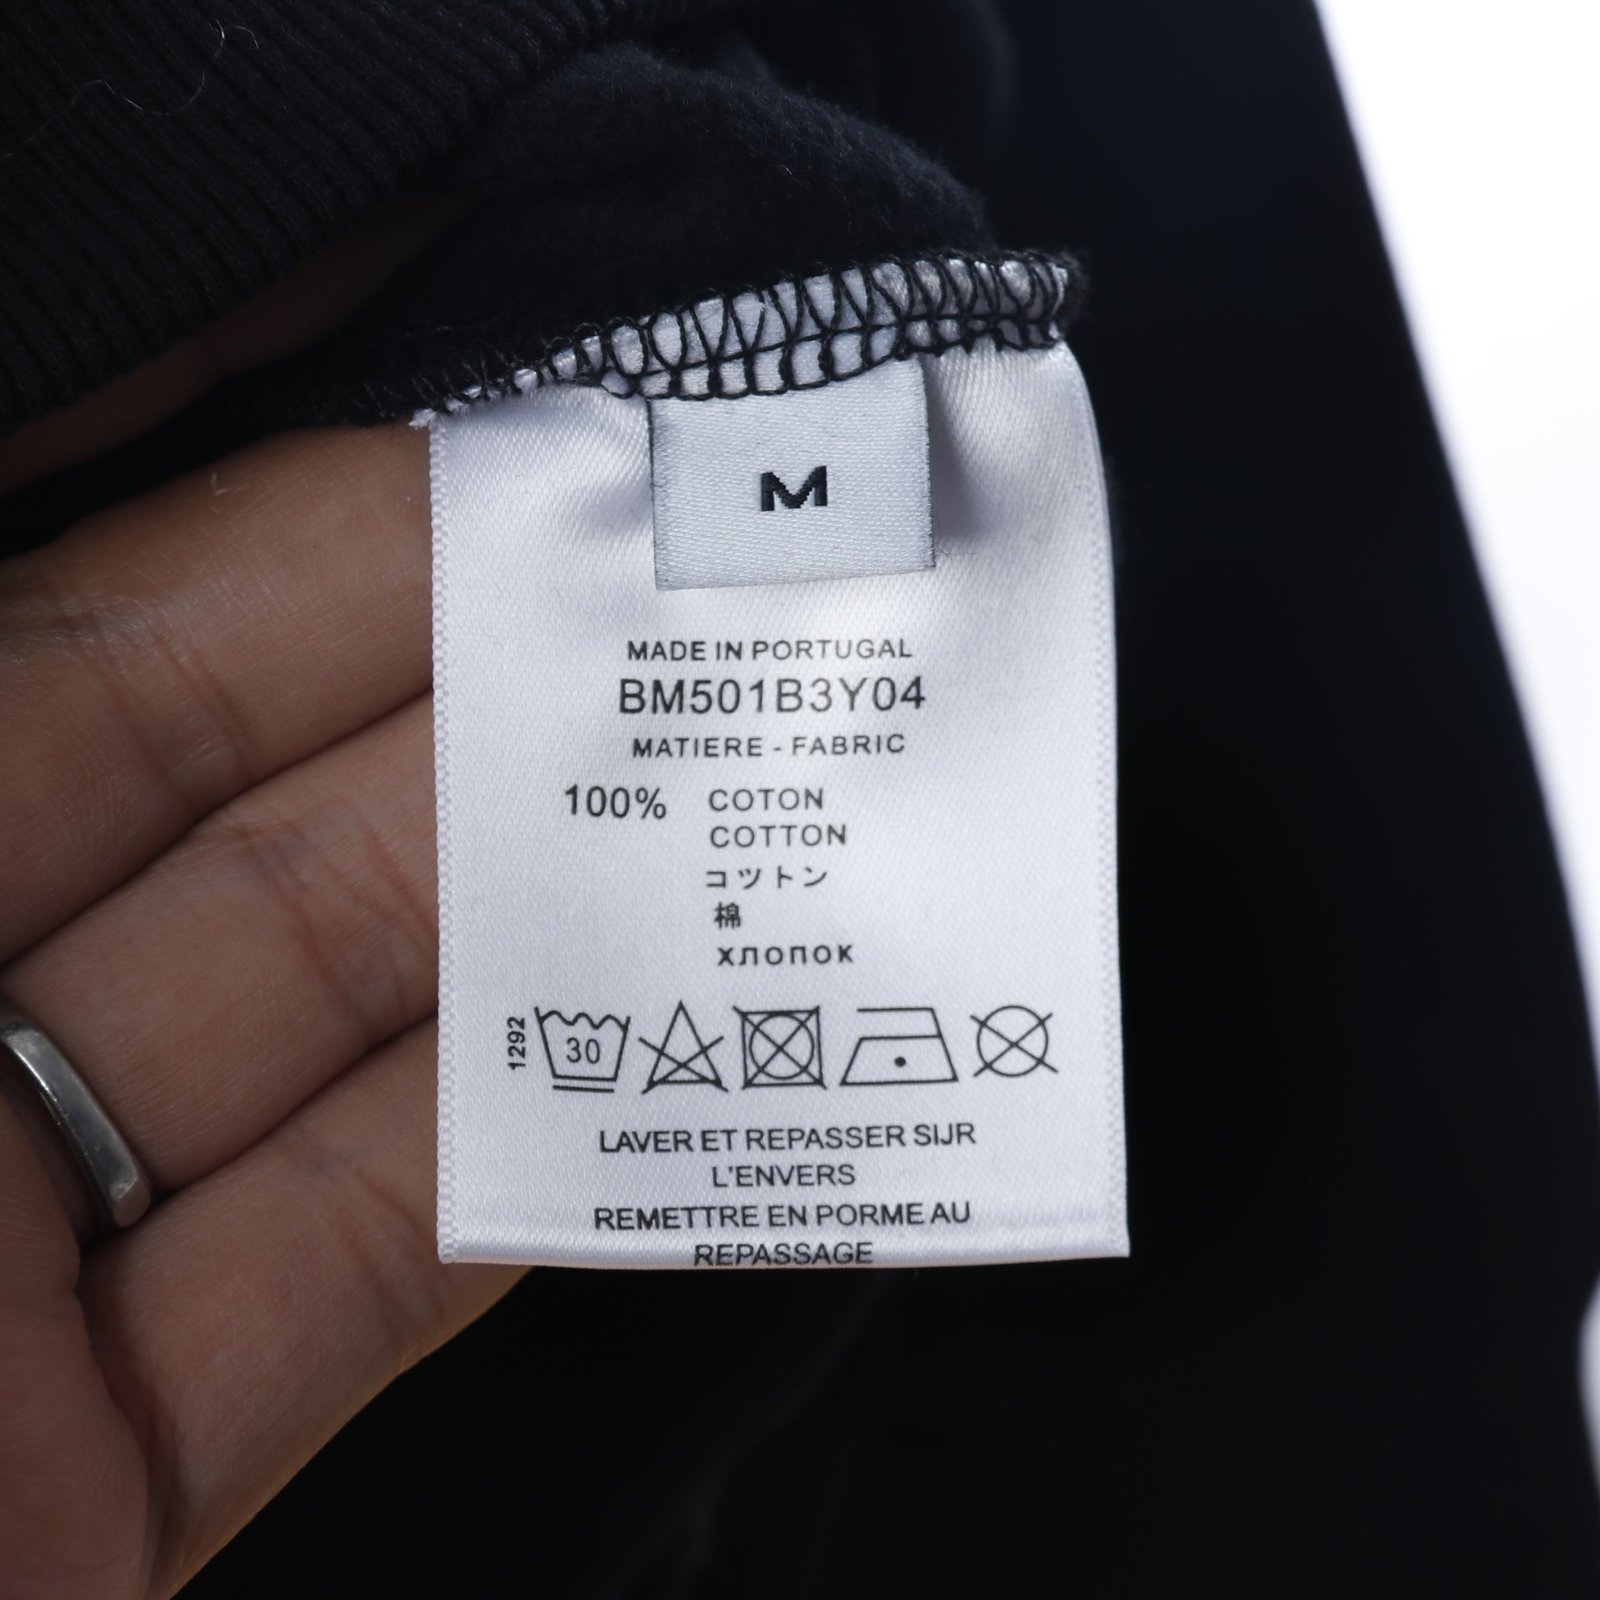 M
MADE IN PORTUGAL
BM501B3Y04
MATIERE - FABRIC
100% COTON
COTTON
コットン
棉
хлопок
1292
30
LAVER ET REPASSER SIJR
L'ENVERS
REMETTRE EN PORME AU
REPASSAGE